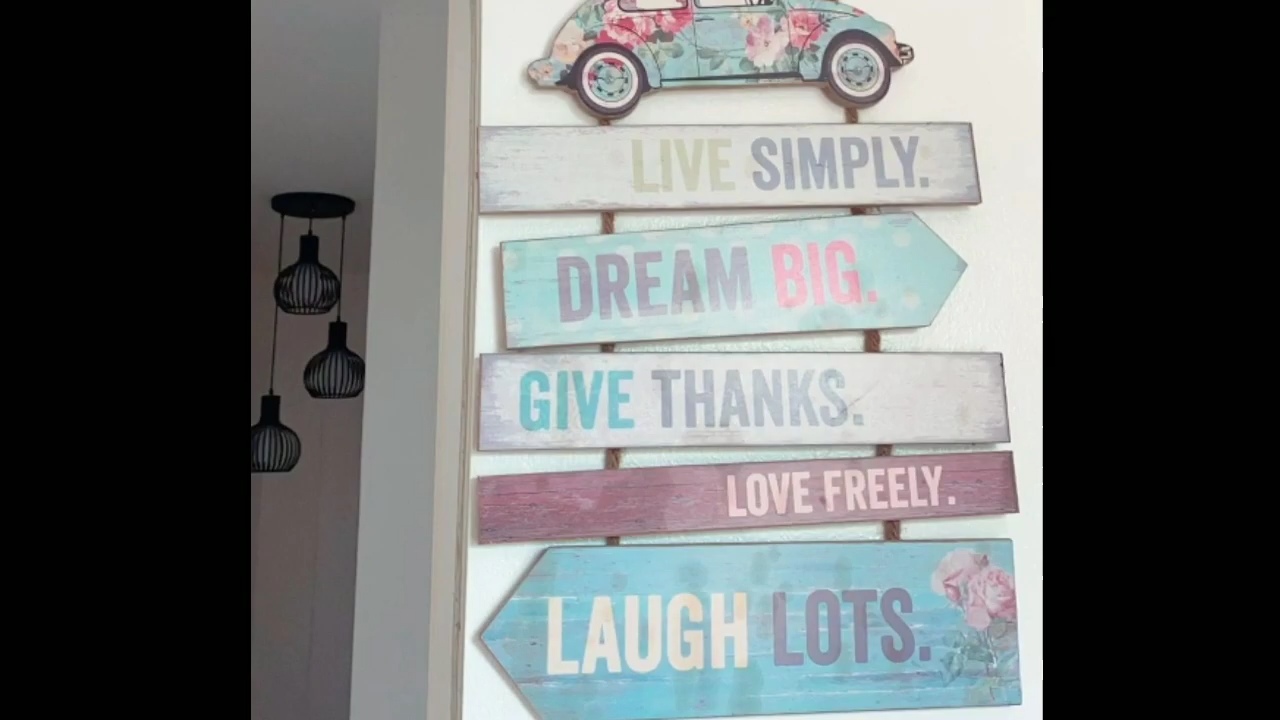 LIVE SIMPLY.
DREAM BIG.
GIVE THANKS.
LOVE FREELY.
LAUGH LOTS.